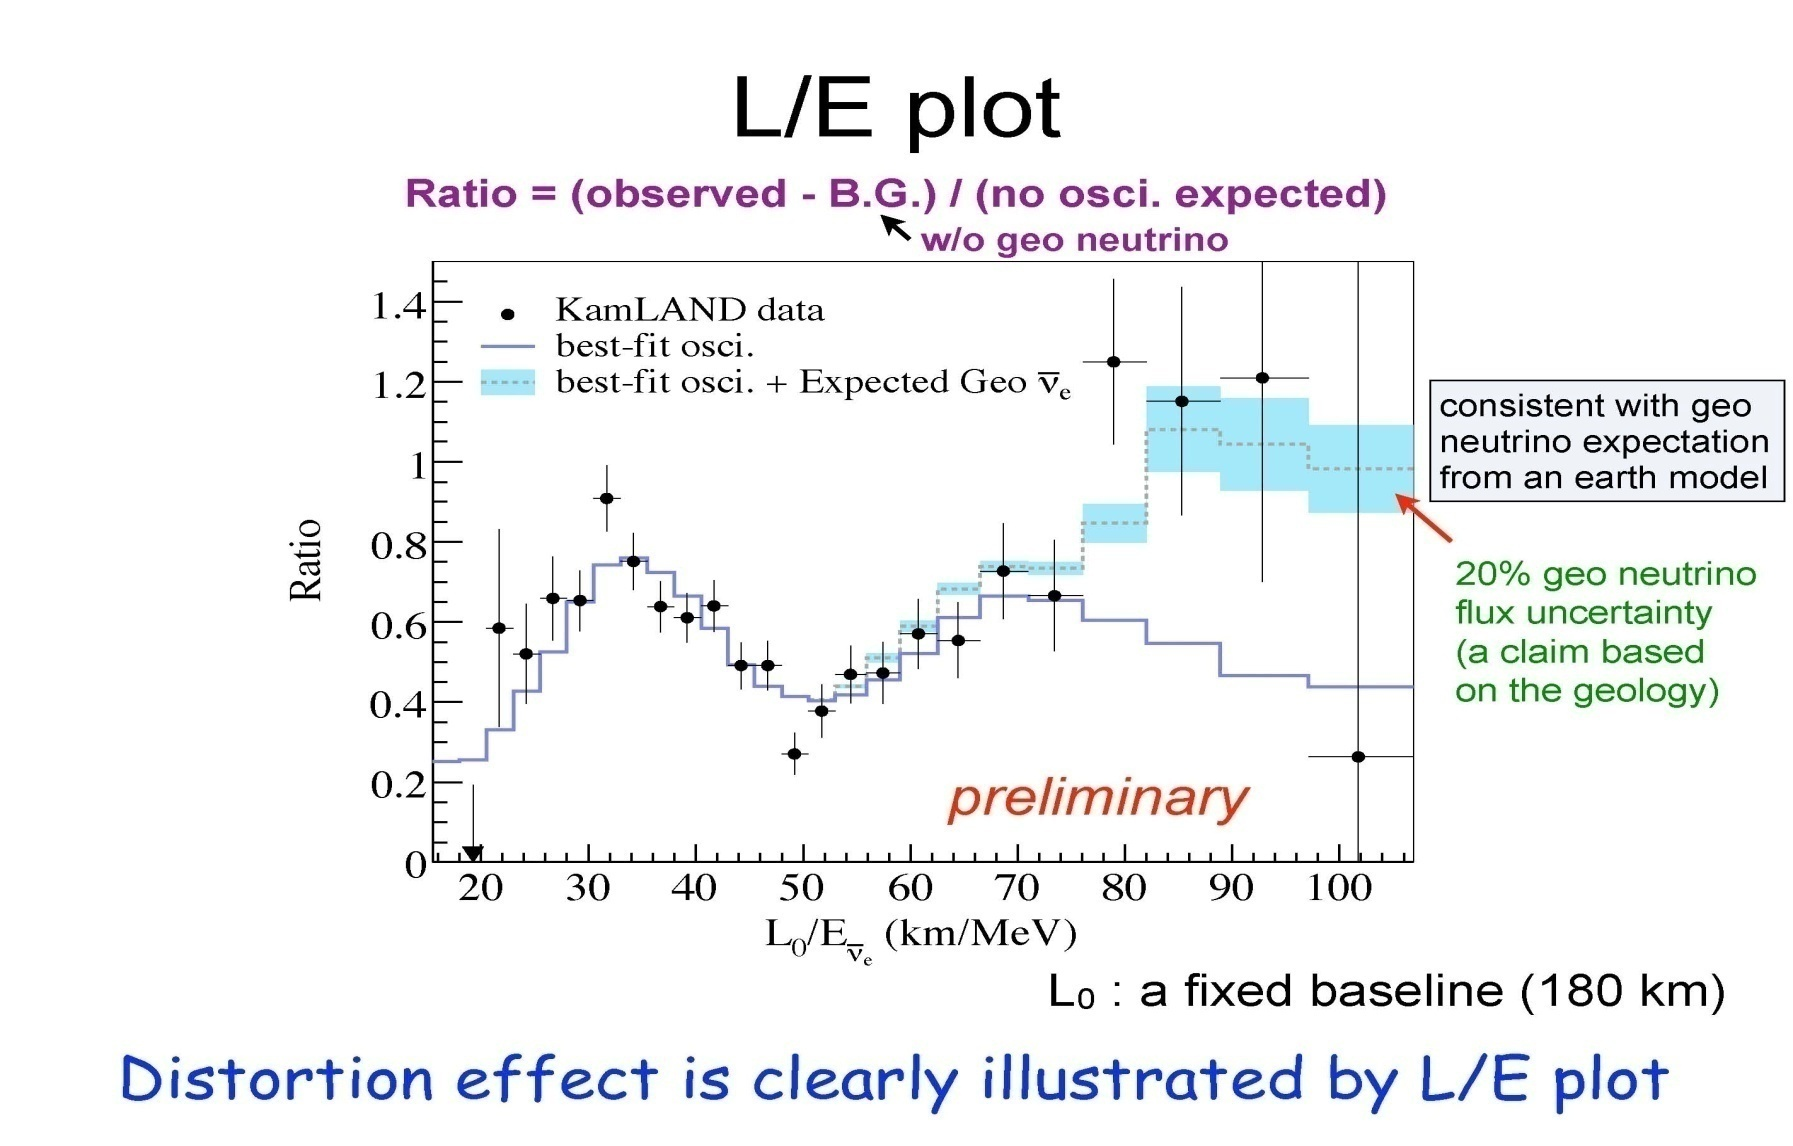 L/E plot
Ratio = (observed - B.G.) / (no osci. expected)
w/o geo neutrino
KamLAND data
best-fit osci.
best-fit osci. + Expected Geo ν̅e
Ratio
1.4
1.2
1
0.8
0.6
0.4
0.2
0
20 30 40 50 60 70 80 90 100
L0/Eν̅e (km/MeV)
preliminary
consistent with geo
neutrino expectation
from an earth model
20% geo neutrino
flux uncertainty
(a claim based
on the geology)
L0 : a fixed baseline (180 km)
Distortion effect is clearly illustrated by L/E plot